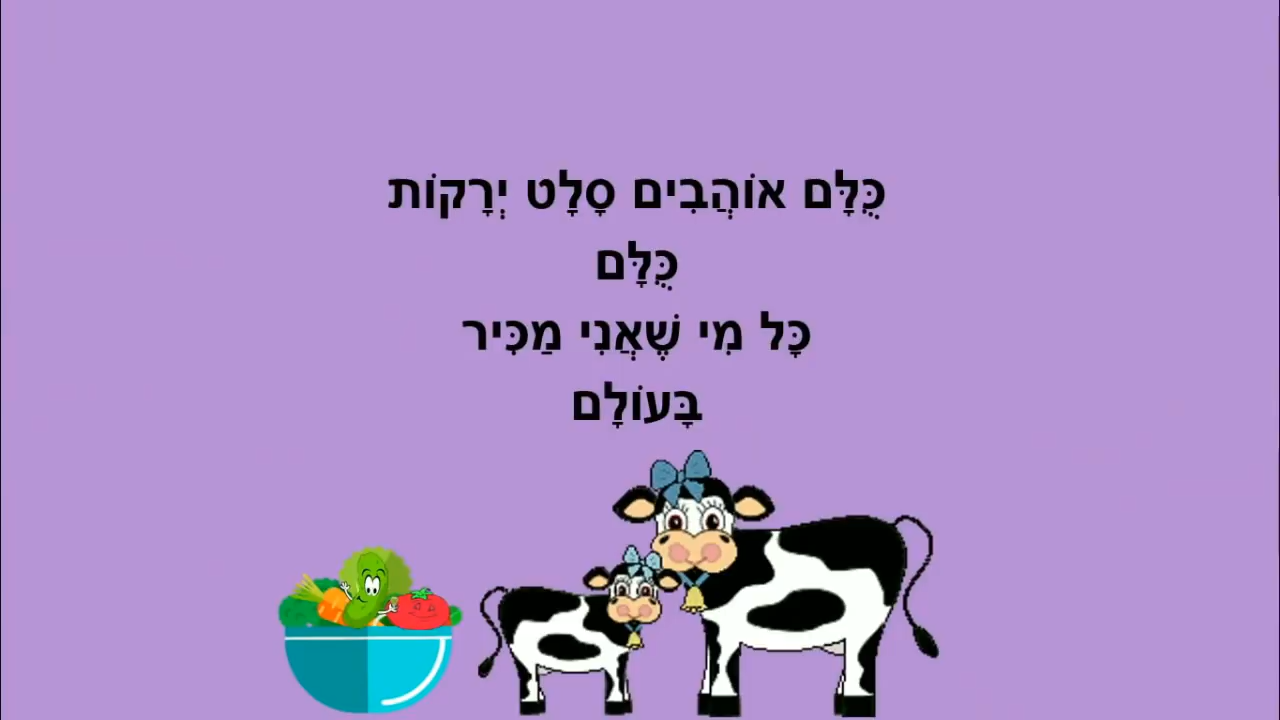 כֻּלָּם אוֹהֲבִים סָלָט יְרָקוֹת
כֻּלָּם
כָּל מִי שֶׁאֲנִי מַכִּיר
בָּעוֹלָם